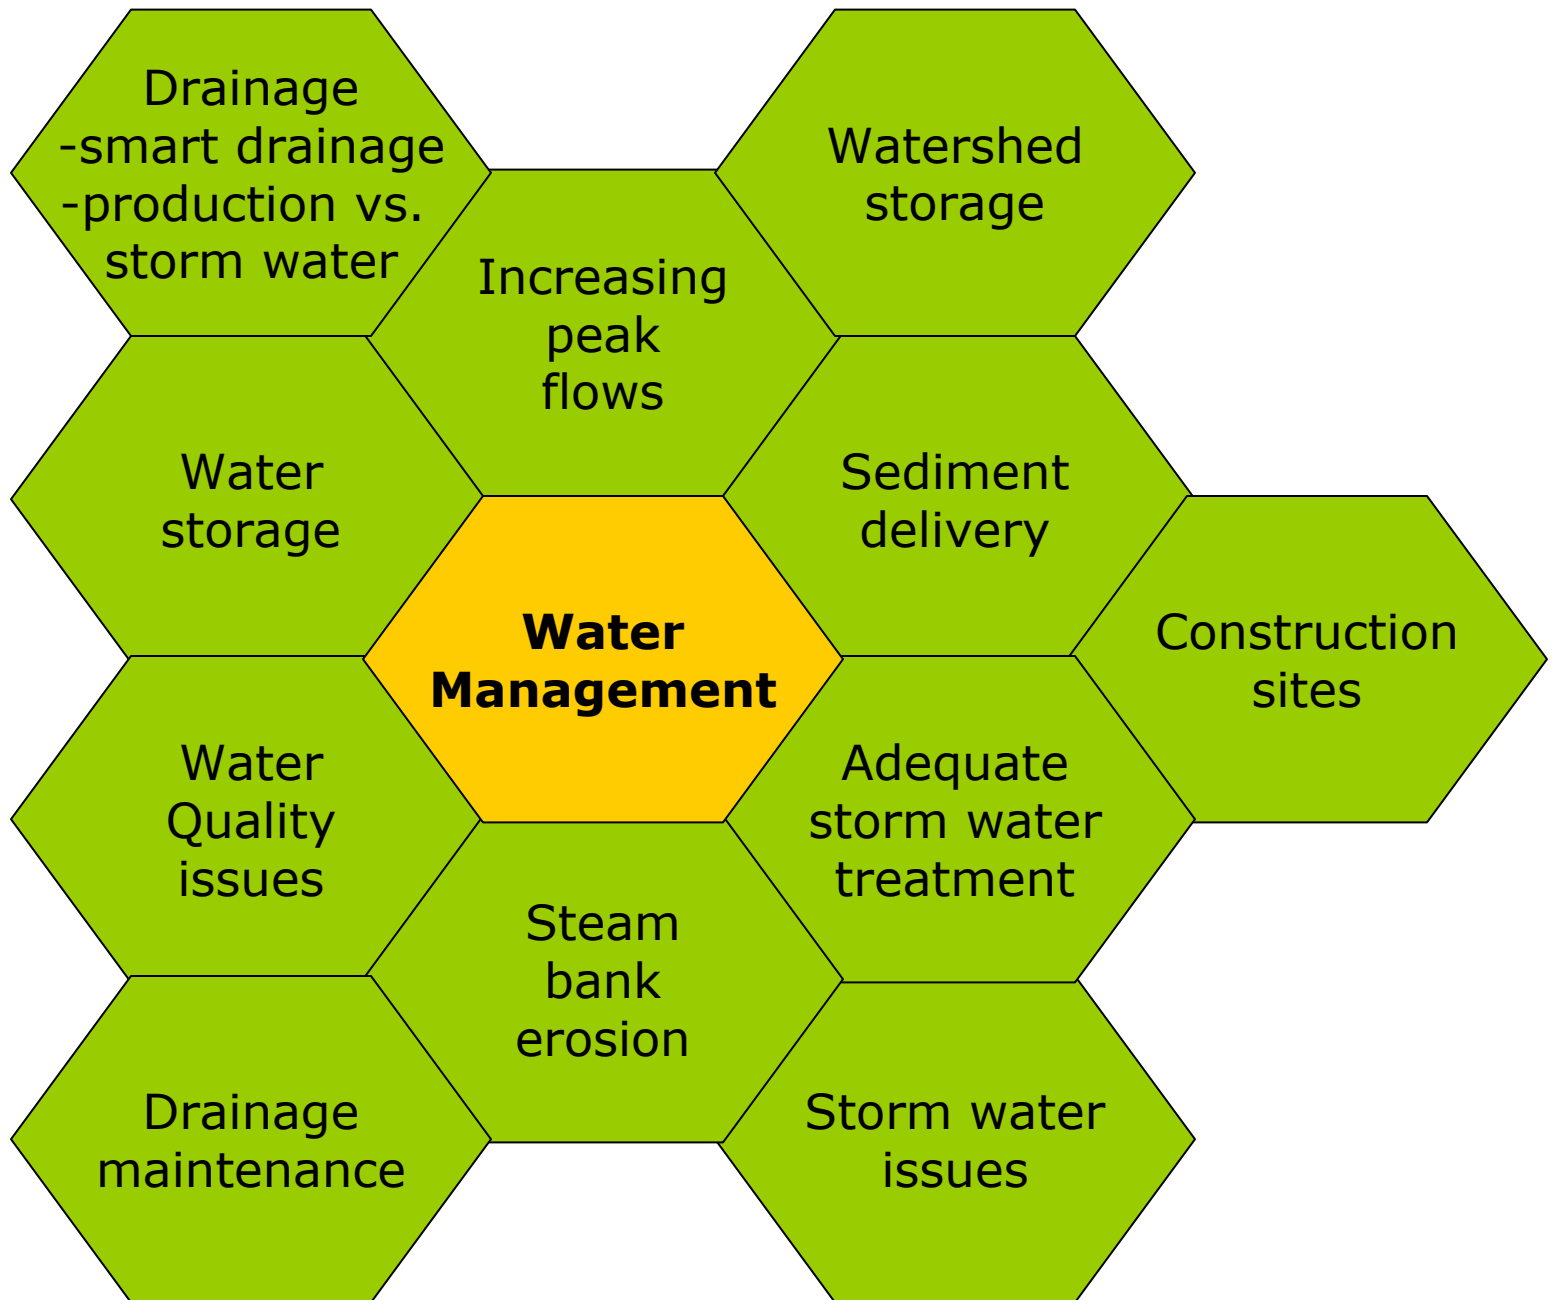 Drainage
-smart drainage
-production vs.
storm water
Watershed
storage
Increasing
peak
flows
Water
storage
Sediment
delivery
Water
Management
Construction
sites
Water
Quality
issues
Adequate
storm water
treatment
Steam
bank
erosion
Drainage
maintenance
Storm water
issues